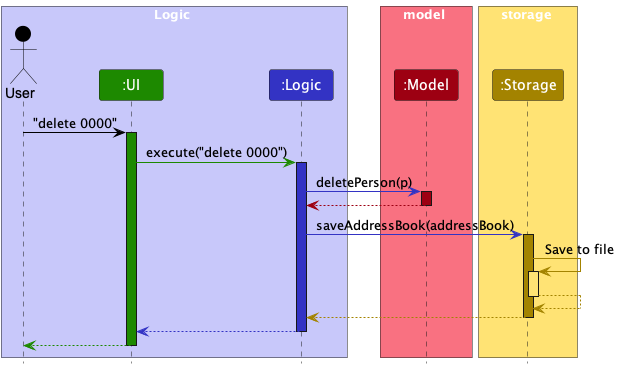 Logic
model
storage
User
:UI
:Logic
:Model
:Storage
"delete 0000"
execute("delete 0000")
deletePerson(p)
saveAddressBook(addressBook)
Save to file